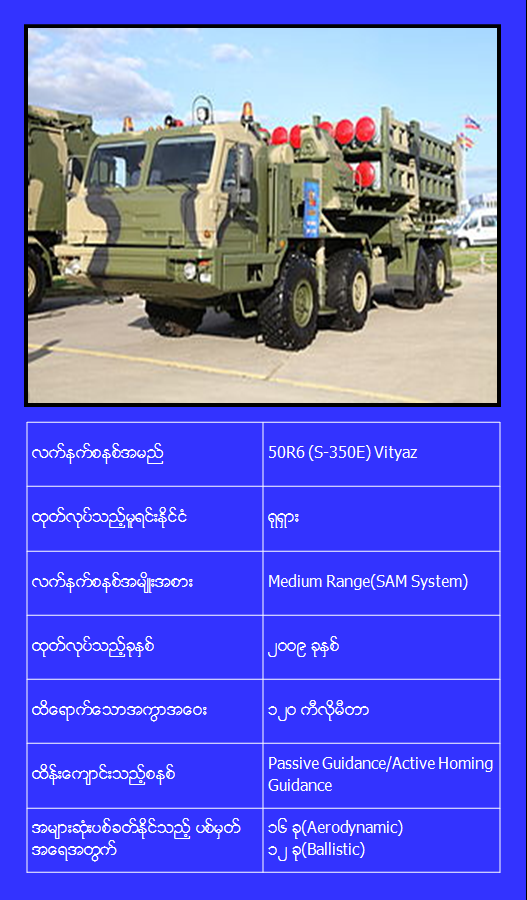 လက်နက်စနစ်အမည်
50R6 (S-350E) Vityaz
ထုတ်လုပ်သည့်မူရင်းနိုင်ငံ
ရုရှား
လက်နက်စနစ်အမျိုးအစား
Medium Range(SAM System)
ထုတ်လုပ်သည့်ခုနှစ်
၂၀၀၉ ခုနှစ်
ထိရောက်သောအကွာအဝေး
၁၂၀ ကီလိုမီတာ
ထိန်းကျောင်းသည့်စနစ်
Passive Guidance/Active Homing
Guidance
အများဆုံးပစ်ခတ်နိုင်သည့် ပစ်မှတ်
အရေအတွက်
၁၆ ခု(Aerodynamic)
၁၂ ခု(Ballistic)